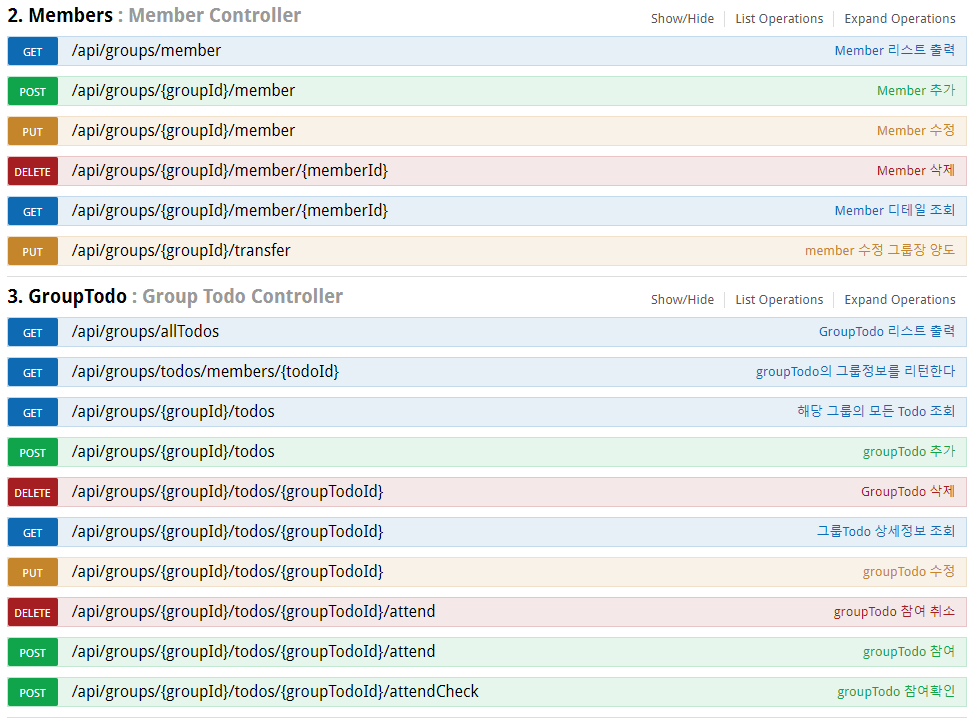 2. Members : Member Controller Show/Hide List Operations Expand Operations
GET /api/groups/member Member 리스트 출력
POST /api/groups/{groupId}/member Member 추가
PUT /api/groups/{groupId}/member Member 수정
DELETE /api/groups/{groupId}/member/{memberId} Member 삭제
GET /api/groups/{groupId}/member/{memberId} Member 디테일 조회
PUT /api/groups/{groupId}/transfer member 수정 그룹장 양도
3. GroupTodo : Group Todo Controller Show/Hide List Operations Expand Operations
GET /api/groups/allTodos GroupTodo 리스트 출력
GET /api/groups/todos/members/{todoId} groupTodo의 그룹정보를 리턴한다
GET /api/groups/{groupId}/todos 해당 그룹의 모든 Todo 조회
POST /api/groups/{groupId}/todos groupTodo 추가
DELETE /api/groups/{groupId}/todos/{groupTodoId} GroupTodo 삭제
GET /api/groups/{groupId}/todos/{groupTodoId} 그룹Todo 상세정보 조회
PUT /api/groups/{groupId}/todos/{groupTodoId} groupTodo 수정
DELETE /api/groups/{groupId}/todos/{groupTodoId}/attend groupTodo 참여 취소
POST /api/groups/{groupId}/todos/{groupTodoId}/attend groupTodo 참여
POST /api/groups/{groupId}/todos/{groupTodoId}/attendCheck groupTodo 참여확인